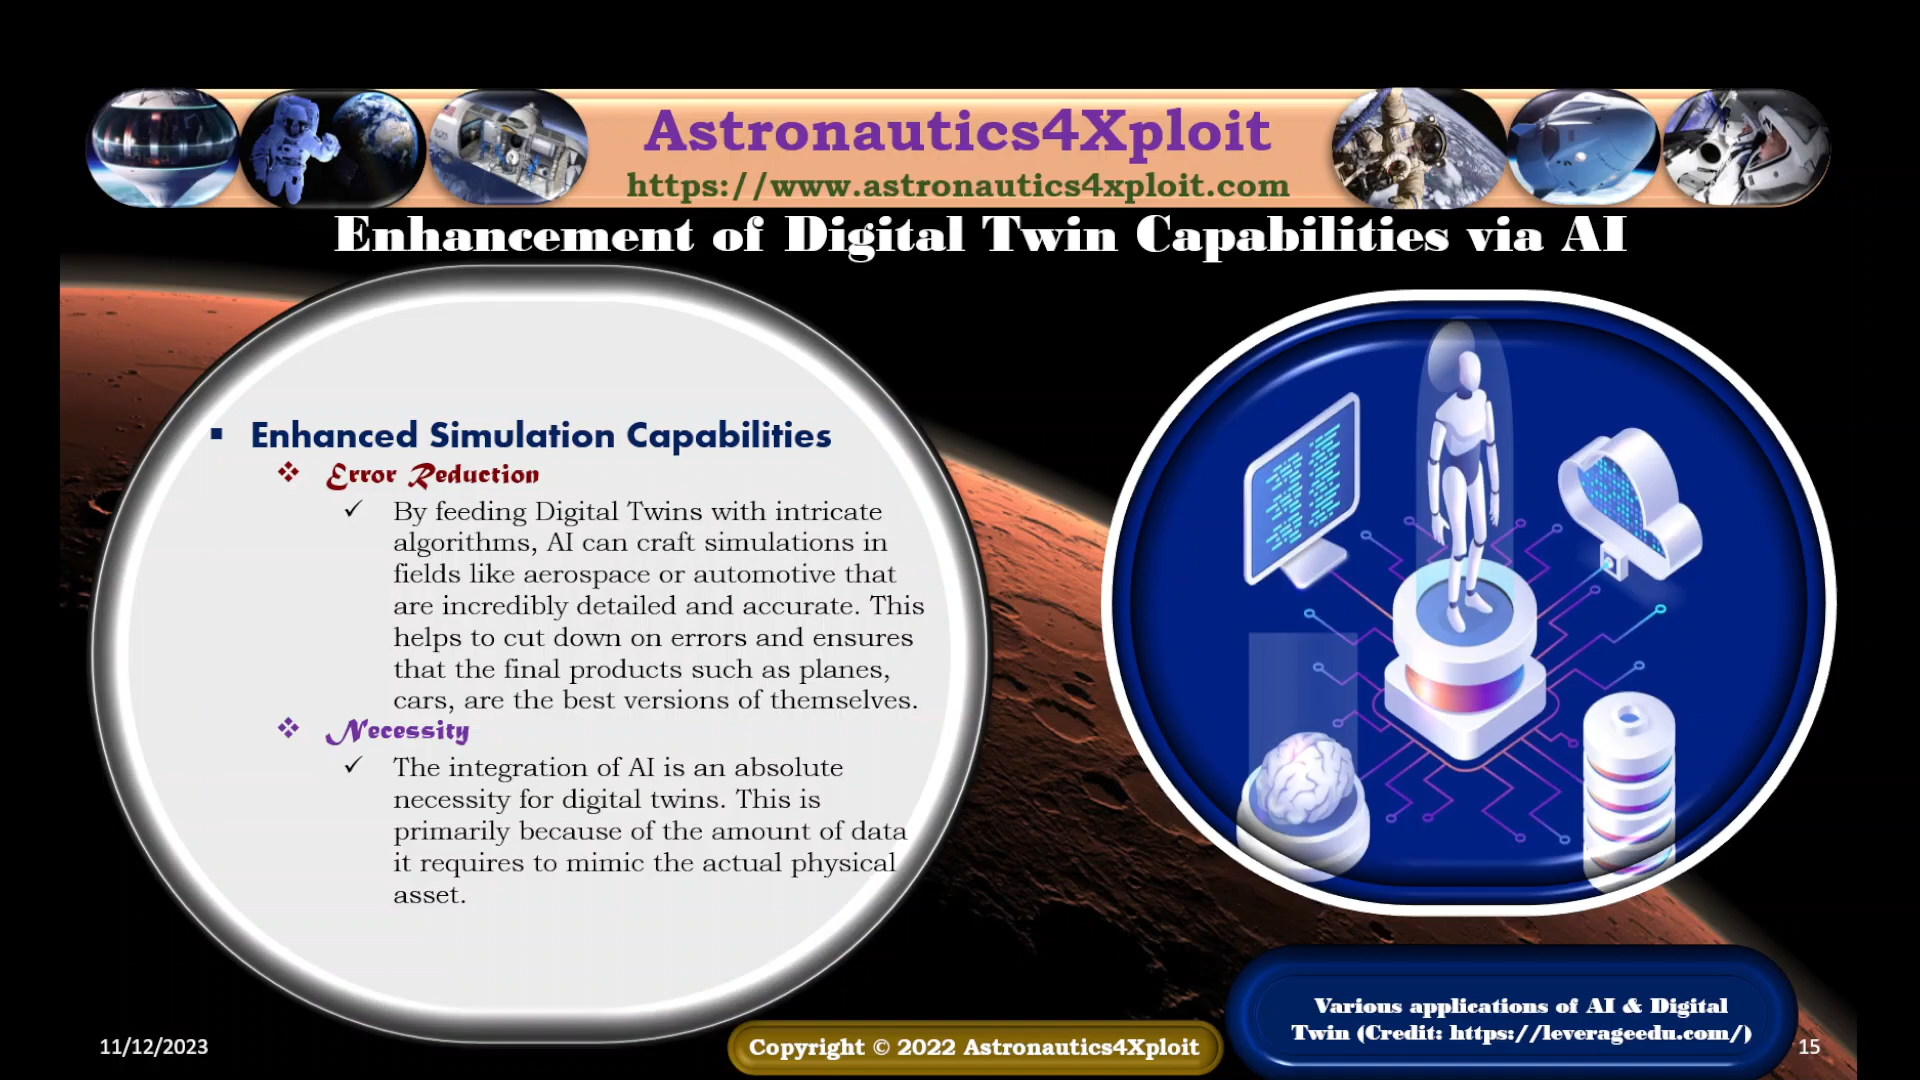 Astronautics4Xploit
https://www.astronautics4xploit.com
Enhancement of Digital Twin Capabilities via AI
▪ Enhanced Simulation Capabilities
❖ Error Reduction
✓ By feeding Digital Twins with intricate
algorithms, AI can craft simulations in
fields like aerospace or automotive that
are incredibly detailed and accurate. This
helps to cut down on errors and ensures
that the final products such as planes,
cars, are the best versions of themselves.
❖ Necessity
✓ The integration of AI is an absolute
necessity for digital twins. This is
primarily because of the amount of data
it requires to mimic the actual physical
asset.
Various applications of AI & Digital
Twin (Credit: https://leverageedu.com/)
11/12/2023
Copyright © 2022 Astronautics4Xploit
15